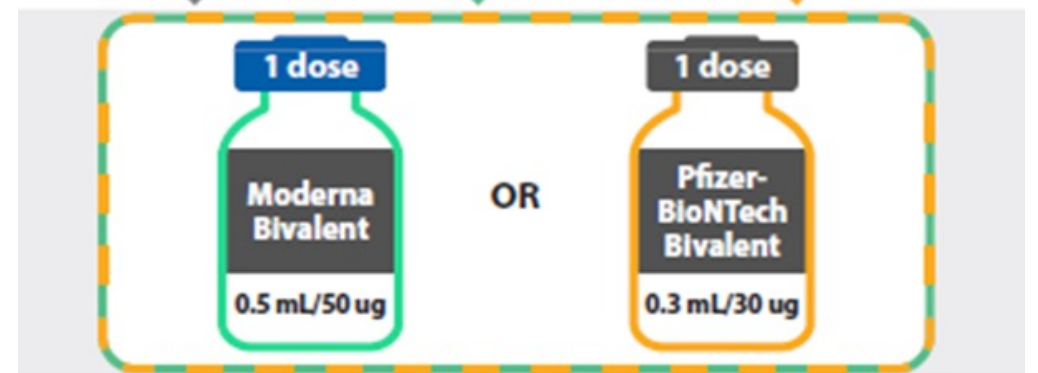 1 dose
Moderna
Bivalent
0.5 mL/50 ug
OR
1 dose
Pfizer-
BioNTech
Bivalent
0.3 mL/30 ug